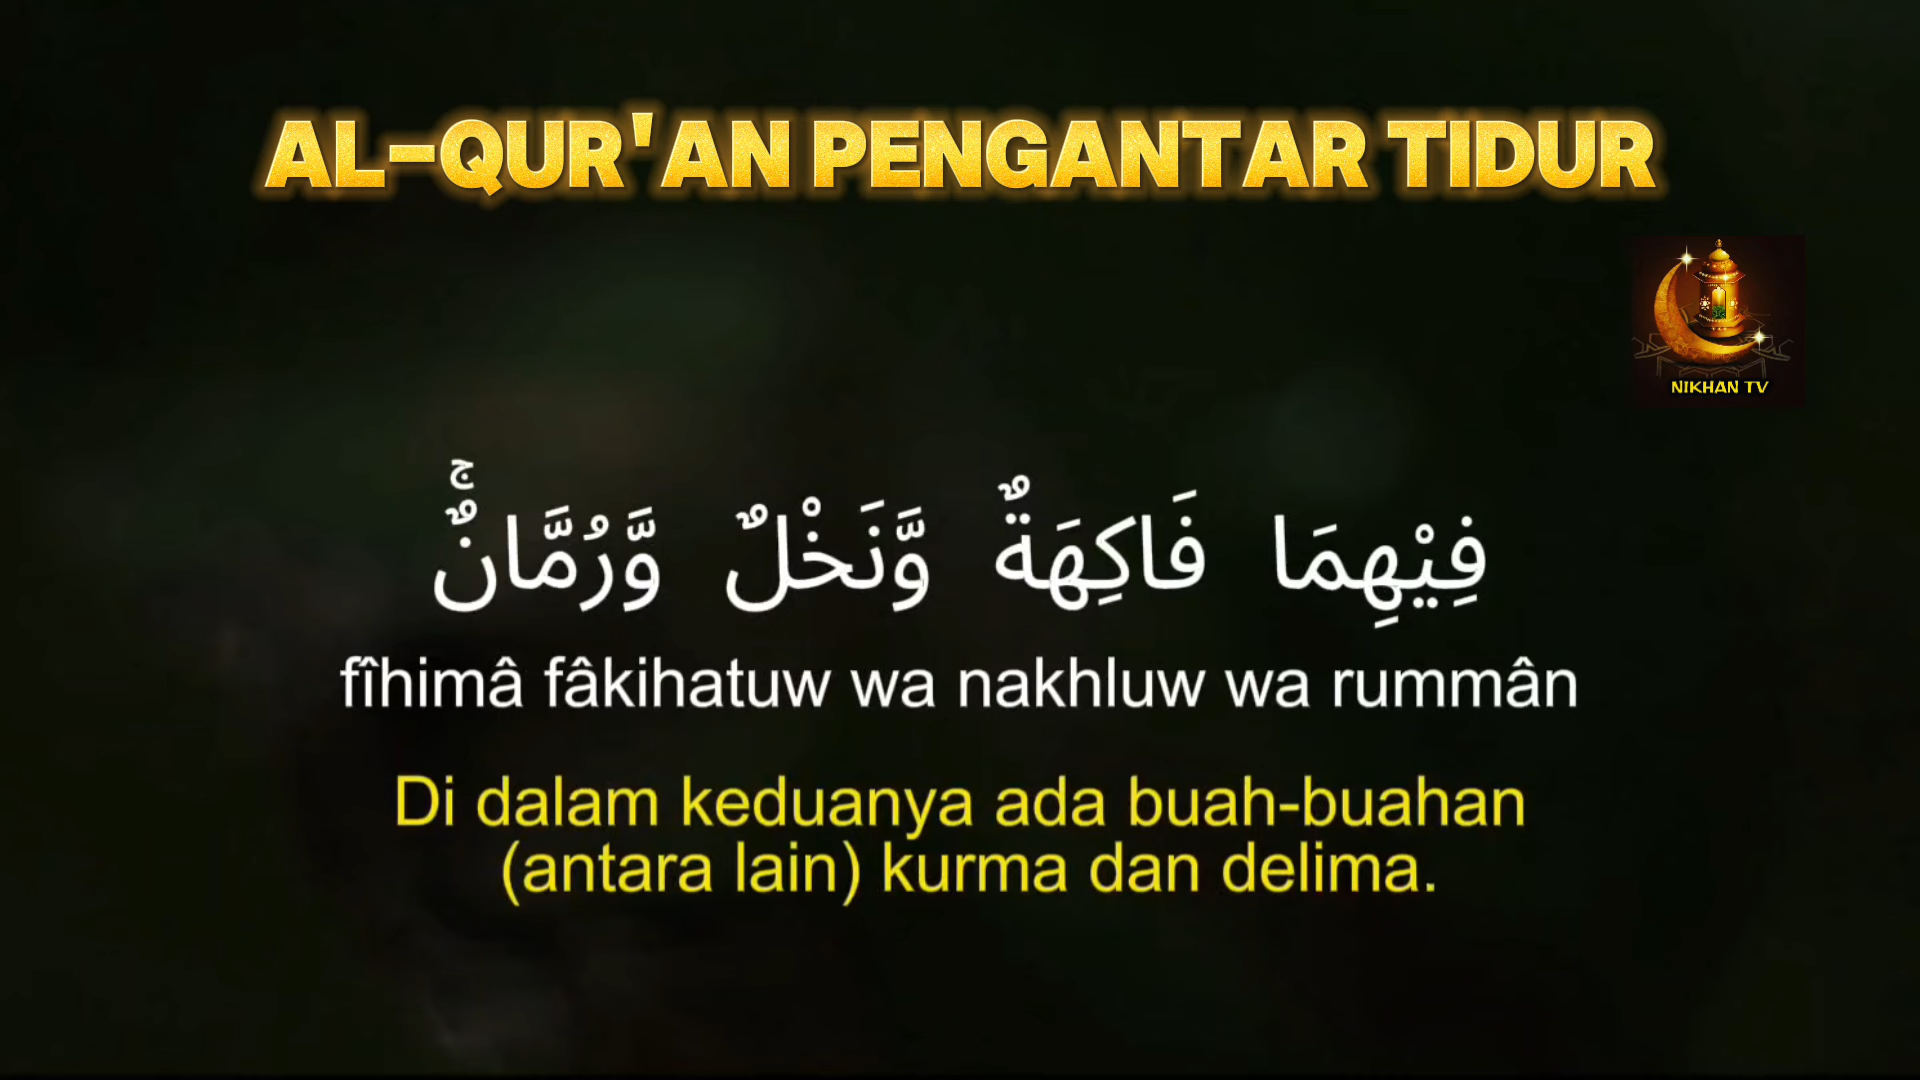 AL-QUR'AN PENGANTAR TIDUR
NIKHAN TV
فِيْهِمَا فَاكِهَةٌ وَّنَخْلٌ وَّرُمَّانٌۚ
fîhimâ fâkihatuw wa nakhluw wa rummân
Di dalam keduanya ada buah-buahan
(antara lain) kurma dan delima.